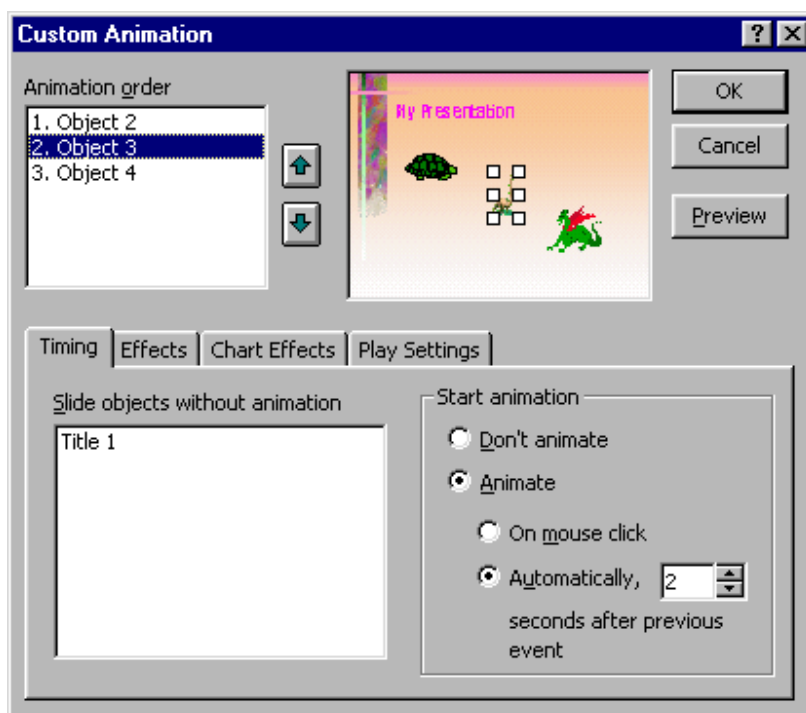 Custom Animation
Animation order
1. Object 2
2. Object 3
3. Object 4
My Presentation
OK
Cancel
Preview
Timing
Effects
Chart Effects
Play Settings
Slide objects without animation
Title 1
Start animation
Don't animate
Animate
On mouse click
Automatically, 2
seconds after previous
event